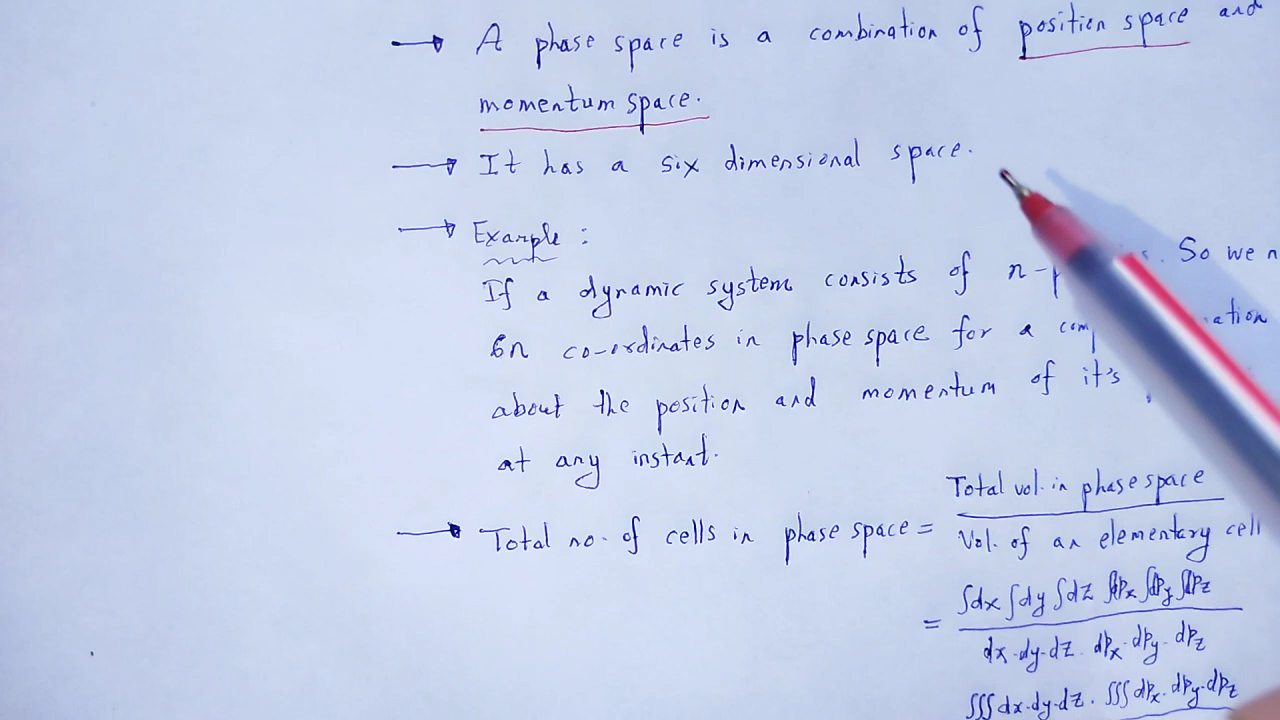 → A phase space is a combination of position space and
momentum space.
→ It has a six dimensional space.
→ Example :
If a dynamic system consists of n- . So we
6n co-ordinates in phase space for a
about the position and momentum of it's
at any instant.
Total vol. in phase space
→ Total no. of cells in phase space =
Vol. of an elementary cell
∫dx ∫dy ∫dz ∫dpx ∫dpy ∫dpz
=
dx·dy·dz · dpx·dpy·dpz
∫∫∫ dx·dy·dz · ∫∫∫ dpx·dpy·dpz